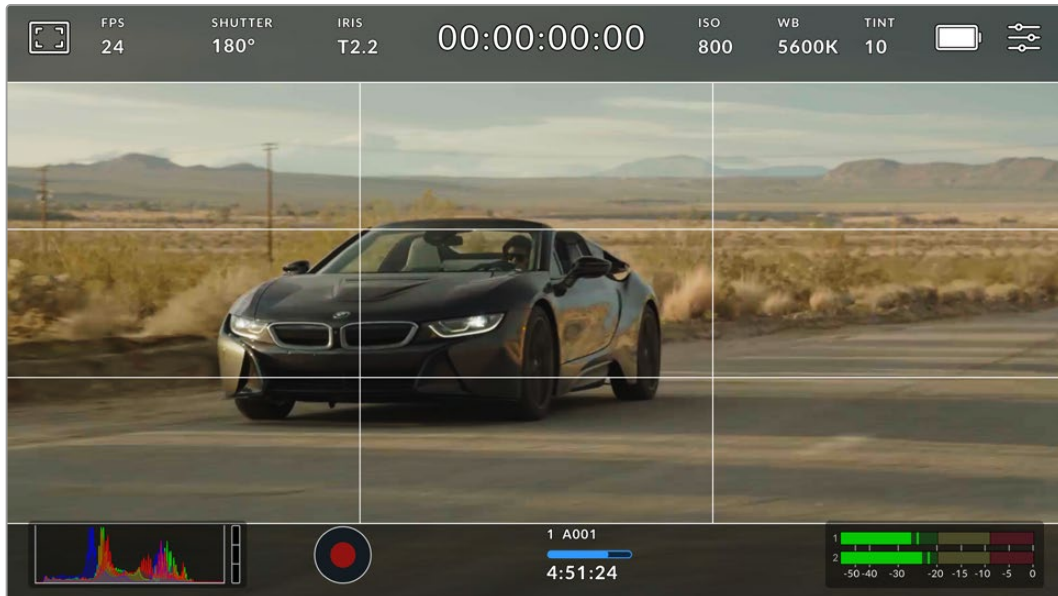 FPS SHUTTER IRIS 00:00:00:00 ISO WB TINT
24 180° T2.2 800 5600K 10
1 A001
4:51:24
1
2
-50 -40 -30 -20 -15 -10 -5 0